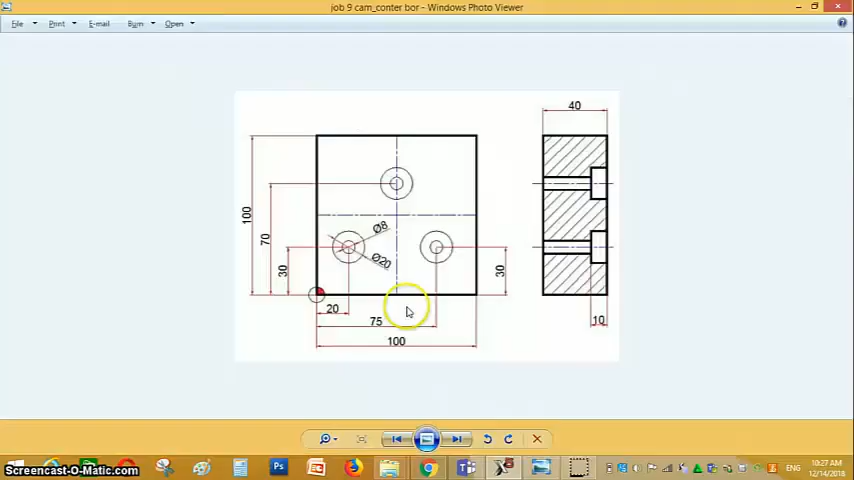 job 9 cam_conter bor - Windows Photo Viewer
File Print E-mail Burn Open
40
100
70
30
Ø8
Ø20
30
20
75
100
10
Ps
ENG
10:27 AM
12/14/2018
Screencast-O-Matic.com